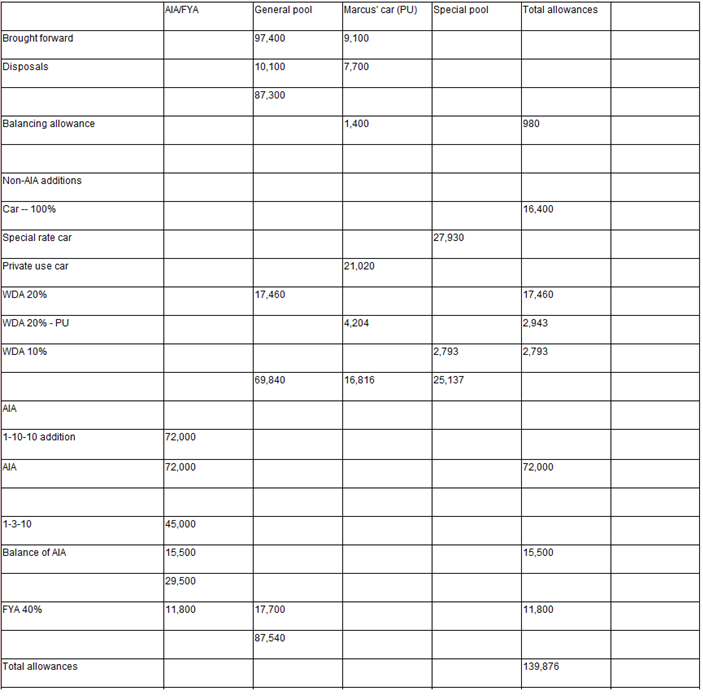 AIA/FYA General pool Marcus' car (PU) Special pool Total allowances
Brought forward 97,400 9,100
Disposals 10,100 7,700
87,300
Balancing allowance 1,400 980
Non-AIA additions
Car -- 100% 16,400
Special rate car 27,930
Private use car 21,020
WDA 20% 17,460 17,460
WDA 20% - PU 4,204 2,943
WDA 10% 2,793 2,793
69,840 16,816 25,137
AIA
1-10-10 addition 72,000
AIA 72,000 72,000
1-3-10 45,000
Balance of AIA 15,500 15,500
29,500
FYA 40% 11,800 17,700 11,800
87,540
Total allowances 139,876